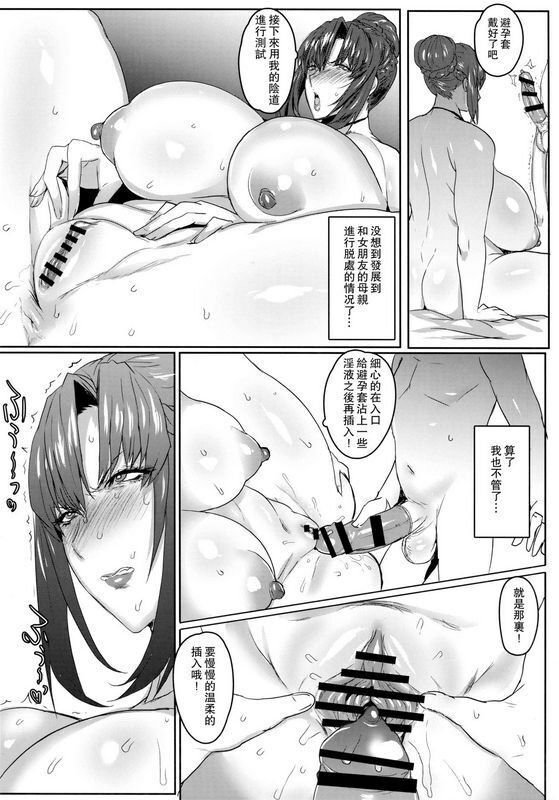 避孕套
戴好了吧
接下來用我的陰道
進行測試
没想到發展到
和女朋友的母親
進行脱處的情况了…
算了
我也不管了…
細心的在入口
給避孕套沾上一些
淫液之後再插入！
就是那裏！
要慢慢的温柔的
插入哦！